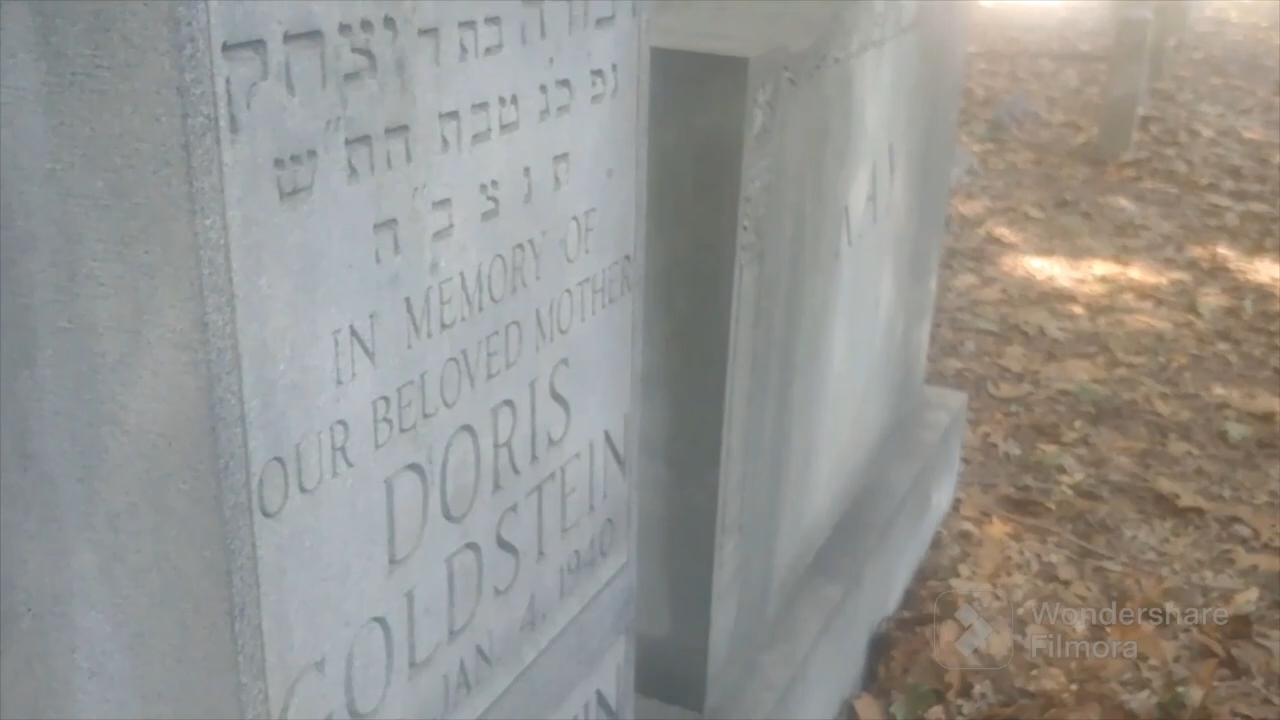 בת ר יצחק
נפ כג טבת הת״ש
ת נ צ ב״ה
IN MEMORY OF
OUR BELOVED MOTHER
DORIS
GOLDSTEIN
JAN 4, 1940
Wondershare
Filmora